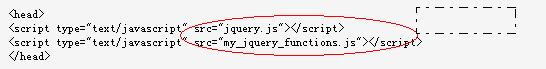 <head>
<script type="text/javascript" src="jquery.js"></script>
<script type="text/javascript" src="my_jquery_functions.js"></script>
</head>